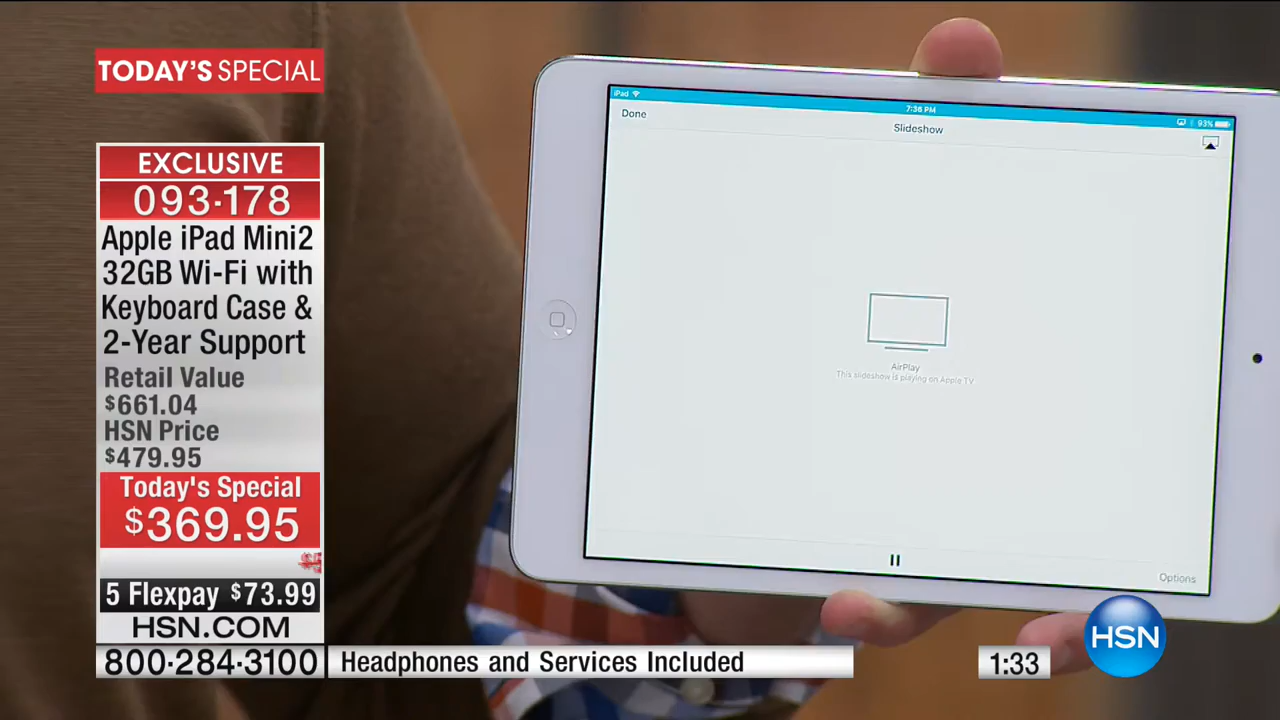 TODAY'S SPECIAL
EXCLUSIVE
093-178
Apple iPad Mini2
32GB Wi-Fi with
Keyboard Case &
2-Year Support
Retail Value
$661.04
HSN Price
$479.95
Today's Special
$369.95
5 Flexpay $73.99
HSN.COM
800-284-3100
Headphones and Services Included
1:33
HSN
iPad
7:36 PM
93%
Done
Slideshow
AirPlay
This slideshow is playing on Apple TV
Options